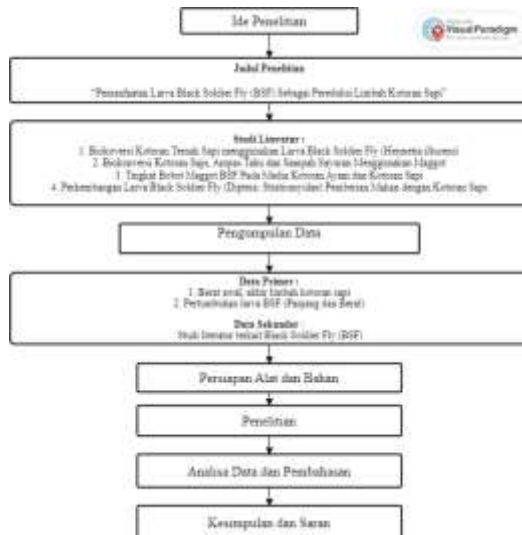 Ide Penelitian
Visual Paradigm
Judul Penelitian
"Pemanfaatan Larva Black Soldier Fly (BSF) Sebagai Pereduksi Limbah Kotoran Sapi"
Studi Literatur :
1. Biokonversi Kotoran Ternak Sapi menggunakan Larva Black Soldier Fly (Hermetia illucens)
2. Biokonversi Kotoran Sapi, Ampas Tahu dan Sampah Sayuran Menggunakan Maggot
3. Tingkat Bobot Maggot BSF Pada Media Kotoran Ayam dan Kotoran Sapi
4. Perkembangan Larva Black Soldier Fly (Diptera: Stratiomyidae) Pemberian Makan dengan Kotoran Sapi
Pengumpulan Data
Data Primer :
1. Berat awal, akhir limbah kotoran sapi
2. Pertumbuhan larva BSF (Panjang dan Berat)
Data Sekunder
Studi literatur terkait Black Soldier Fly (BSF)
Persiapan Alat dan Bahan
Penelitian
Analisa Data dan Pembahasan
Kesimpulan dan Saran